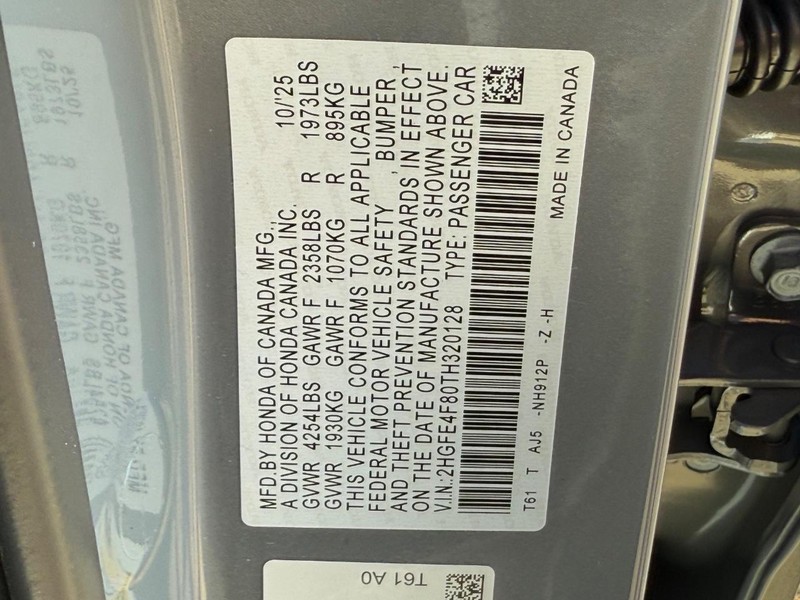 MFD.BY HONDA OF CANADA MFG., 10/'25
A DIVISION OF HONDA CANADA INC.
GVWR 4254LBS GAWR F 2358LBS R 1973LBS
GVWR 1930KG GAWR F 1070KG R 895KG
THIS VEHICLE CONFORMS TO ALL APPLICABLE
FEDERAL MOTOR VEHICLE SAFETY , BUMPER ,
AND THEFT PREVENTION STANDARDS IN EFFECT
ON THE DATE OF MANUFACTURE SHOWN ABOVE.
V.I.N.:2HGFE4F80TH320128 TYPE: PASSENGER CAR
T61 T AJ5 -NH912P -Z -H
MADE IN CANADA
T61 A0